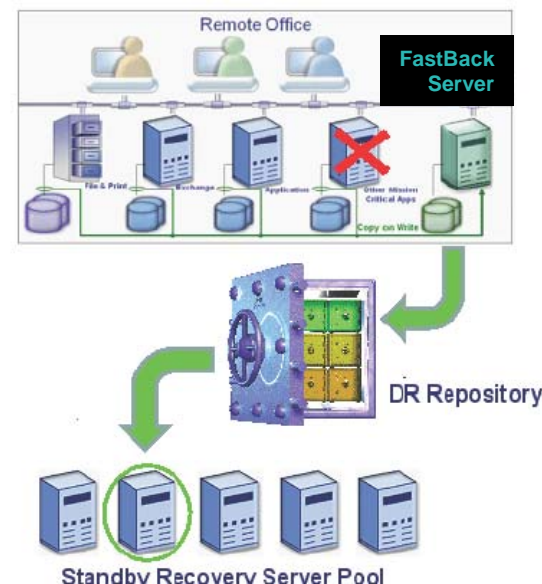 Remote Office
FastBack
Server
File & Print
Exchange
Application
Other Mission
Critical Apps
Copy on Write
DR Repository
Standby Recovery Server Pool